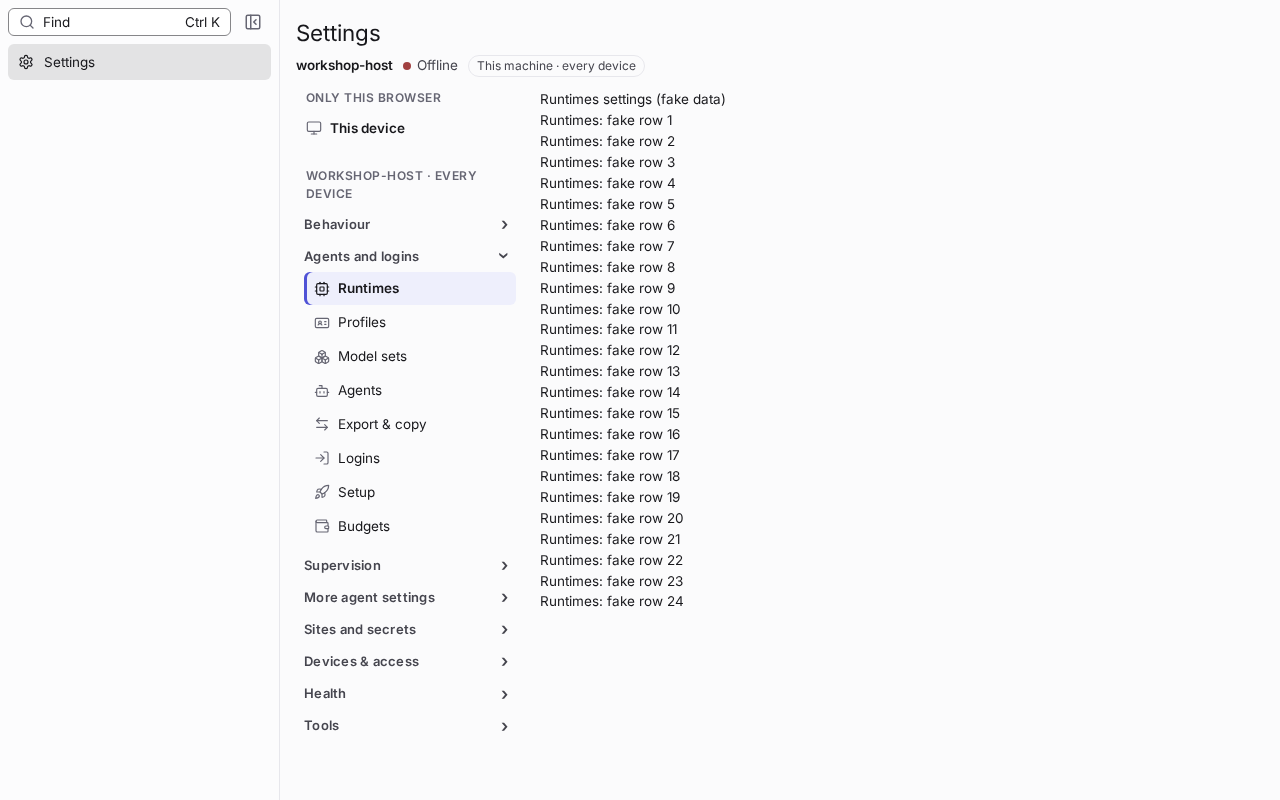 Find
Ctrl K
Settings
Settings
workshop-host
Offline
This machine · every device
ONLY THIS BROWSER
This device
WORKSHOP-HOST · EVERY
DEVICE
Behaviour
Agents and logins
Runtimes
Profiles
Model sets
Agents
Export & copy
Logins
Setup
Budgets
Supervision
More agent settings
Sites and secrets
Devices & access
Health
Tools
Runtimes settings (fake data)
Runtimes: fake row 1
Runtimes: fake row 2
Runtimes: fake row 3
Runtimes: fake row 4
Runtimes: fake row 5
Runtimes: fake row 6
Runtimes: fake row 7
Runtimes: fake row 8
Runtimes: fake row 9
Runtimes: fake row 10
Runtimes: fake row 11
Runtimes: fake row 12
Runtimes: fake row 13
Runtimes: fake row 14
Runtimes: fake row 15
Runtimes: fake row 16
Runtimes: fake row 17
Runtimes: fake row 18
Runtimes: fake row 19
Runtimes: fake row 20
Runtimes: fake row 21
Runtimes: fake row 22
Runtimes: fake row 23
Runtimes: fake row 24